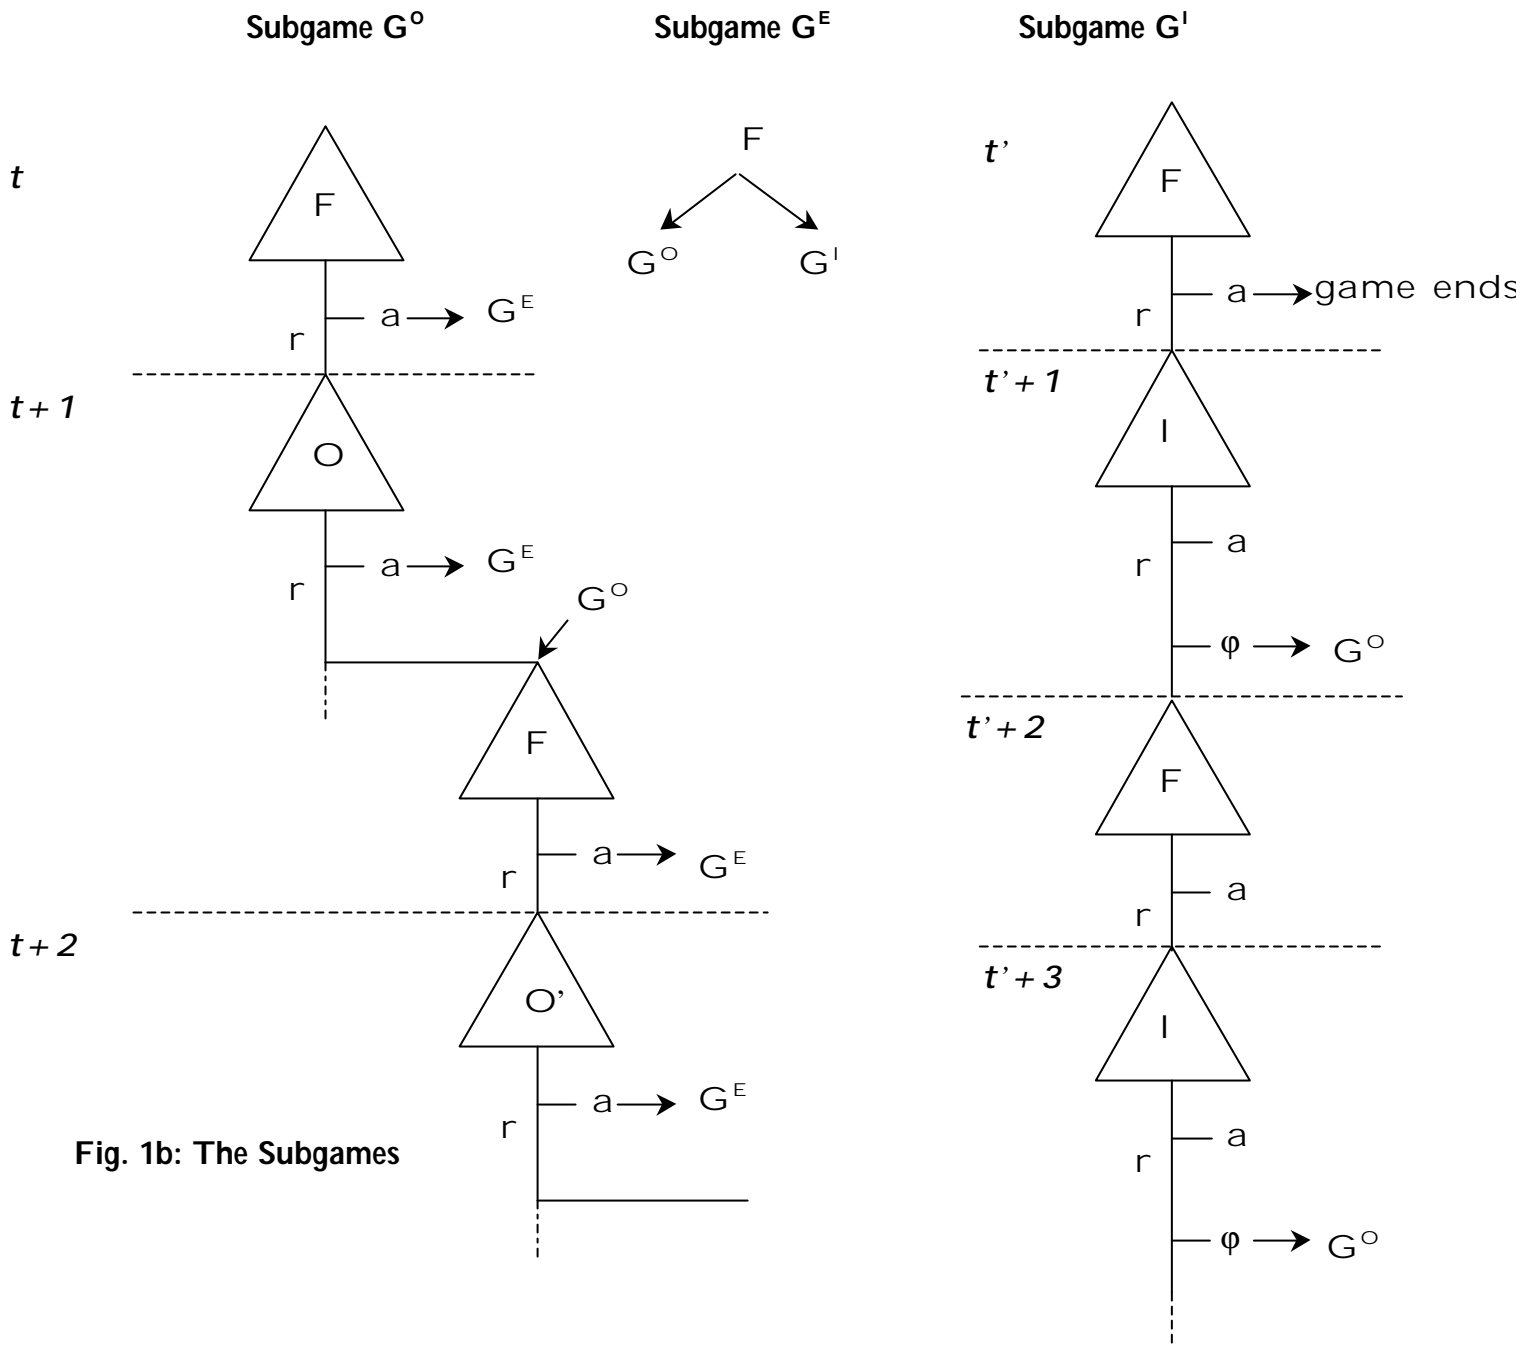 Subgame G^O
Subgame G^E
Subgame G^I
t
F
r
a
G^E
t+1
O
r
a
G^E
G^O
F
r
a
G^E
t+2
O’
r
a
G^E
Fig. 1b: The Subgames
F
G^O
G^I
t’
F
r
a
game ends
t’+1
I
r
a
φ
G^O
t’+2
F
r
a
t’+3
I
r
a
φ
G^O